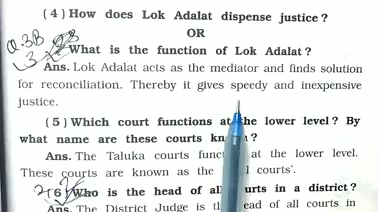 (4) How does Lok Adalat dispense justice?
OR
Q.3B
What is the function of Lok Adalat?
Ans. Lok Adalat acts as the mediator and finds solution
for reconciliation. Thereby it gives speedy and inexpensive
justice.
(5) Which court functions at the lower level? By
what name are these courts ?
Ans. The Taluka courts at the lower level.
These courts are known as the courts'.
(6) Who is the head of in a district?
Ans. The District Judge is head of all courts in